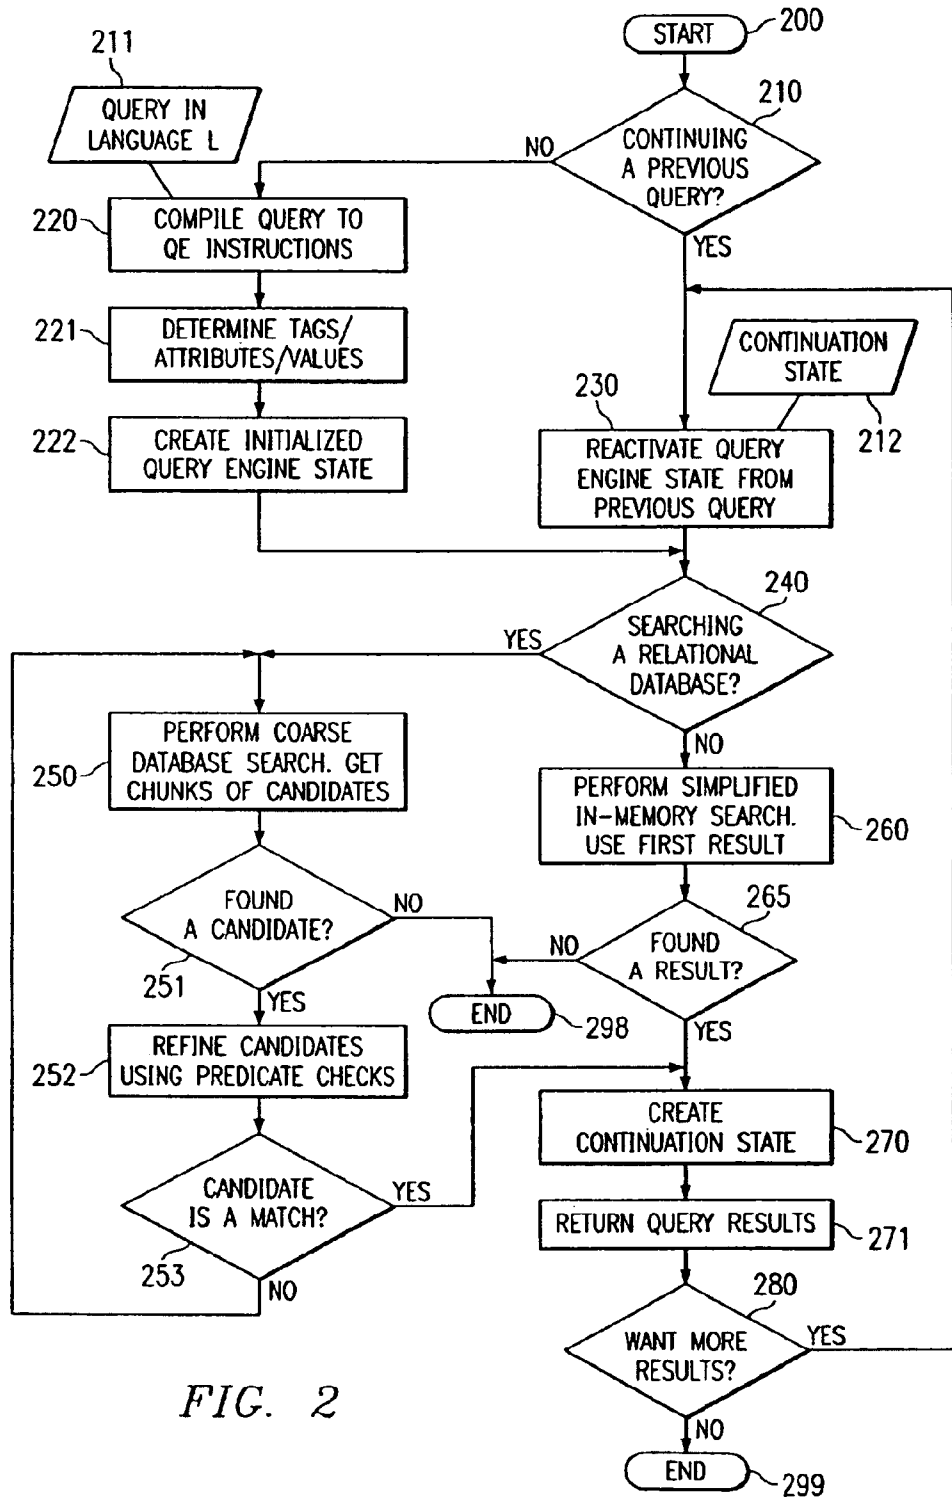 START
200
211
QUERY IN
LANGUAGE L
210
CONTINUING
A PREVIOUS
QUERY?
NO
YES
220
COMPILE QUERY TO
QE INSTRUCTIONS
221
DETERMINE TAGS/
ATTRIBUTES/VALUES
222
CREATE INITIALIZED
QUERY ENGINE STATE
CONTINUATION
STATE
212
230
REACTIVATE QUERY
ENGINE STATE FROM
PREVIOUS QUERY
240
SEARCHING
A RELATIONAL
DATABASE?
YES
NO
250
PERFORM COARSE
DATABASE SEARCH. GET
CHUNKS OF CANDIDATES
PERFORM SIMPLIFIED
IN-MEMORY SEARCH.
USE FIRST RESULT
260
FOUND
A CANDIDATE?
NO
251
YES
265
FOUND
A RESULT?
NO
YES
END
298
252
REFINE CANDIDATES
USING PREDICATE CHECKS
CANDIDATE
IS A MATCH?
YES
253
NO
CREATE
CONTINUATION STATE
270
RETURN QUERY RESULTS
271
280
WANT MORE
RESULTS?
YES
NO
END
299
FIG. 2